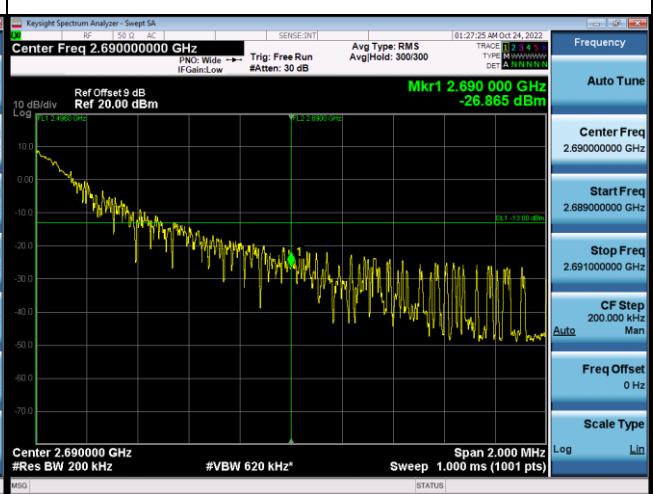 Keysight Spectrum Analyzer - Swept SA
RF 50 Ω AC SENSE:INT 01:27:25 AM Oct 24, 2022
Center Freq 2.690000000 GHz
PNO: Wide
IFGain:Low
Trig: Free Run
#Atten: 30 dB
Avg Type: RMS
Avg|Hold: 300/300
TRACE 1 2 3 4 5 6
TYPE MWWWWW
DET A N N N N N
Frequency
Auto Tune
Center Freq
2.690000000 GHz
Start Freq
2.689000000 GHz
Stop Freq
2.691000000 GHz
CF Step
200.000 kHz
Auto Man
Freq Offset
0 Hz
Scale Type
Log Lin
Ref Offset 9 dB
10 dB/div Ref 20.00 dBm
Log
Mkr1 2.690 000 GHz
-26.865 dBm
FL1 2.4960 GHz
FL2 2.6900 GHz
10.0
0.00
-10.0
DL1 -13.00 dBm
-20.0
1
-30.0
-40.0
-50.0
-60.0
-70.0
Center 2.690000 GHz Span 2.000 MHz
#Res BW 200 kHz #VBW 620 kHz* Sweep 1.000 ms (1001 pts)
MSG STATUS